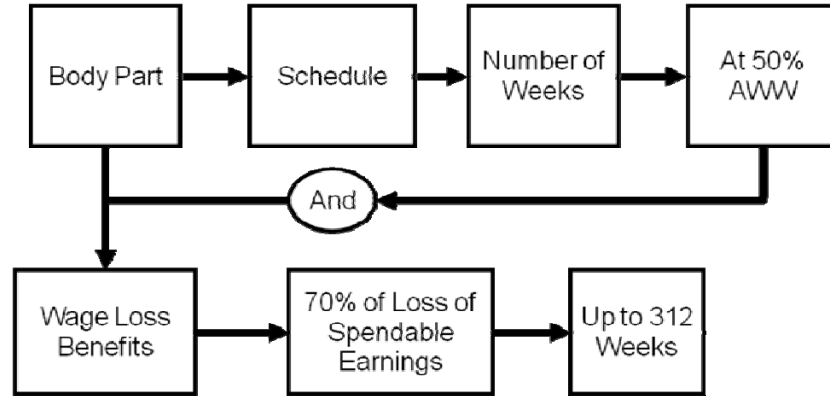 Body Part
Schedule
Number of
Weeks
At 50%
AWW
And
Wage Loss
Benefits
70% of Loss of
Spendable
Earnings
Up to 312
Weeks